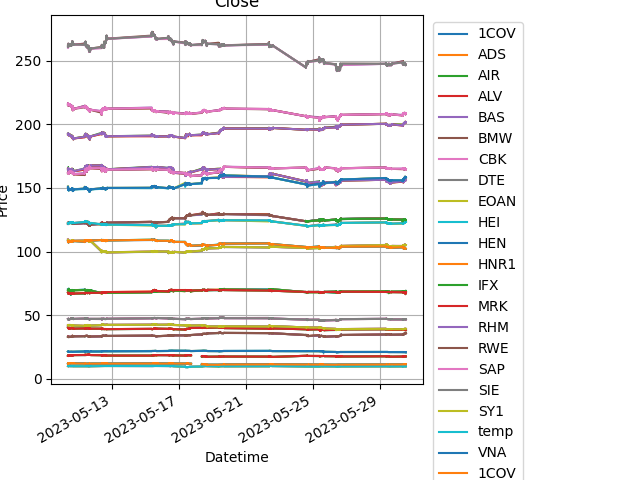 Close
Price
250
200
150
100
50
0
2023-05-13
2023-05-17
2023-05-21
2023-05-25
2023-05-29
Datetime
1COV
ADS
AIR
ALV
BAS
BMW
CBK
DTE
EOAN
HEI
HEN
HNR1
IFX
MRK
RHM
RWE
SAP
SIE
SY1
temp
VNA
1COV